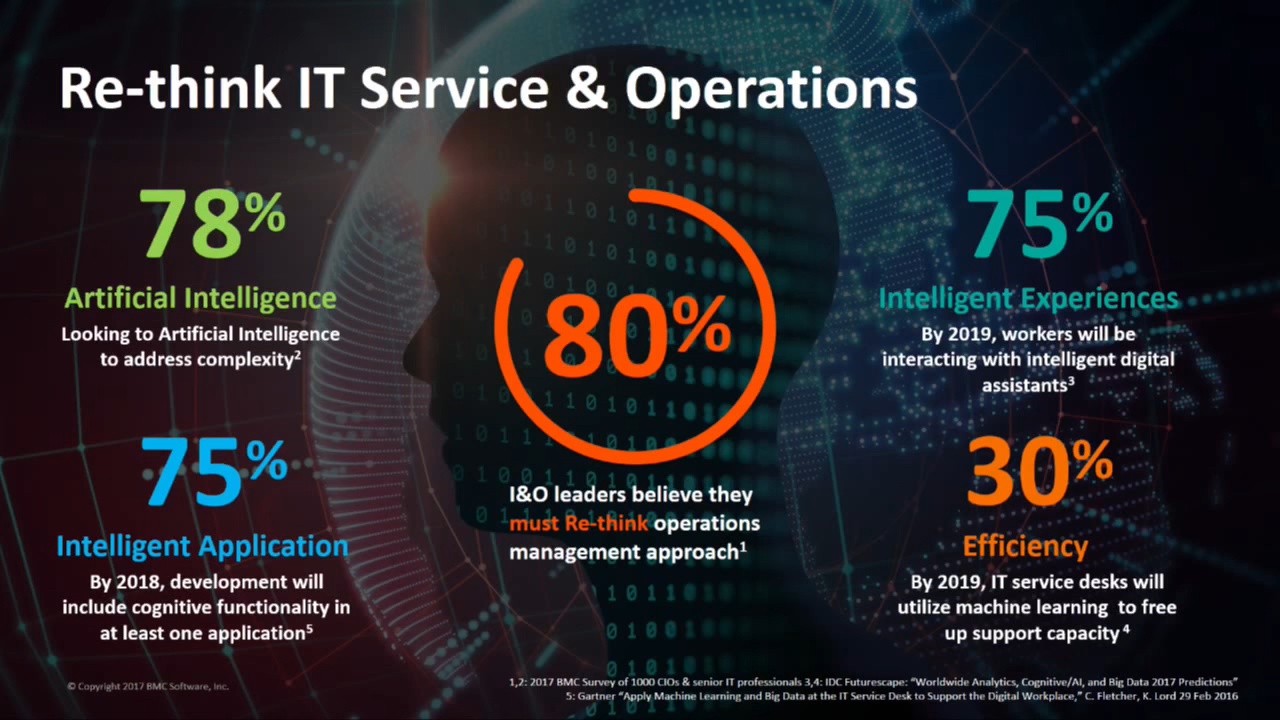 Re-think IT Service & Operations
78%
Artificial Intelligence
Looking to Artificial Intelligence
to address complexity2
75%
Intelligent Application
By 2018, development will
include cognitive functionality in
at least one application5
80%
I&O leaders believe they
must Re-think operations
management approach1
75%
Intelligent Experiences
By 2019, workers will be
interacting with intelligent digital
assistants3
30%
Efficiency
By 2019, IT service desks will
utilize machine learning to free
up support capacity4
© Copyright 2017 BMC Software, Inc.
1,2: 2017 BMC Survey of 1000 CIOs & senior IT professionals 3,4: IDC Futurescape: “Worldwide Analytics, Cognitive/AI, and Big Data 2017 Predictions”
5: Gartner “Apply Machine Learning and Big Data at the IT Service Desk to Support the Digital Workplace,” C. Fletcher, K. Lord 29 Feb 2016